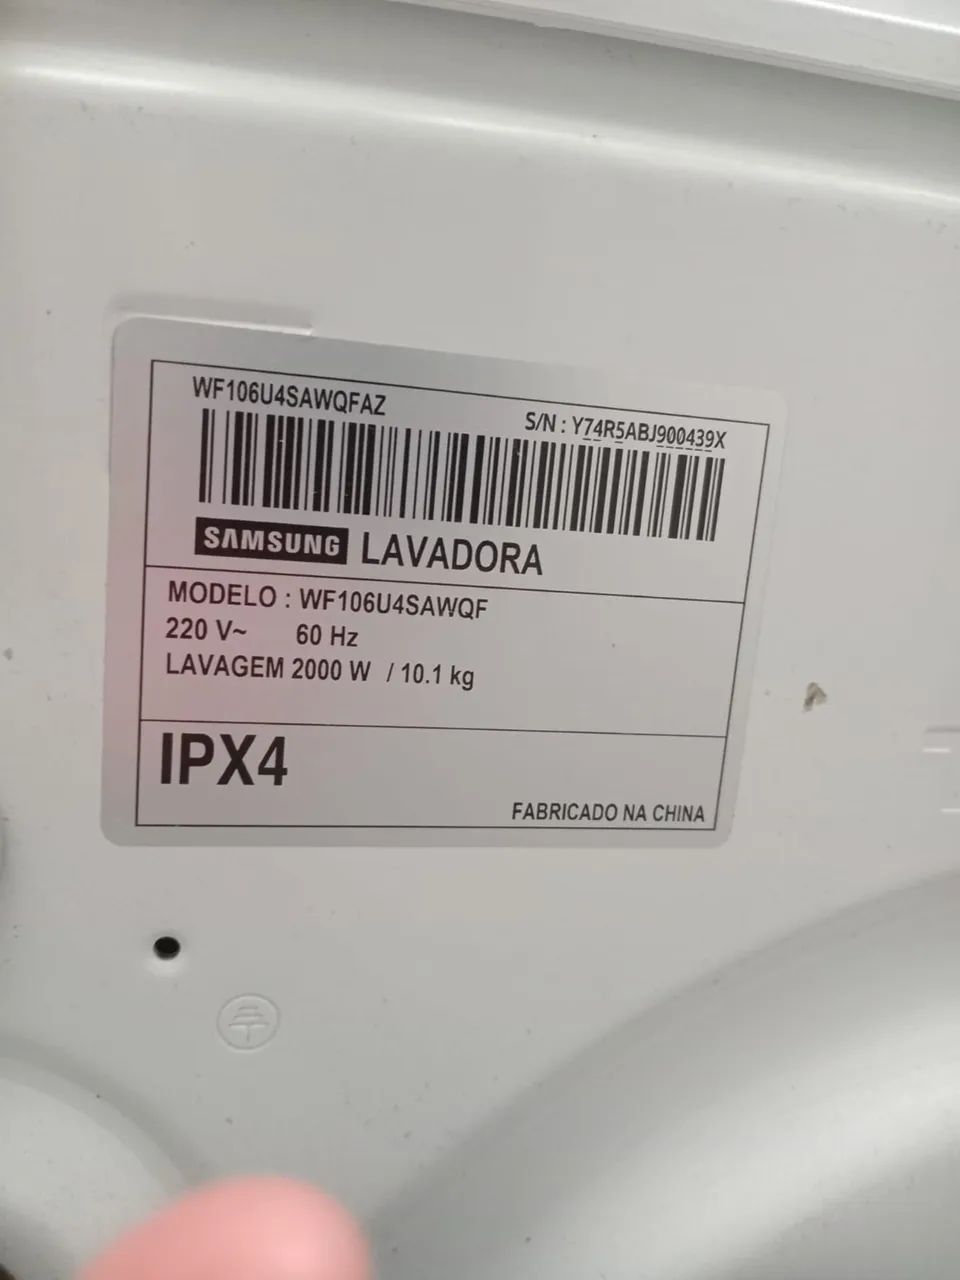 WF106U4SAWQFAZ
S/N : Y74R5ABJ900439X
SAMSUNG LAVADORA
MODELO : WF106U4SAWQF
220 V~ 60 Hz
LAVAGEM 2000 W / 10.1 kg
IPX4
FABRICADO NA CHINA